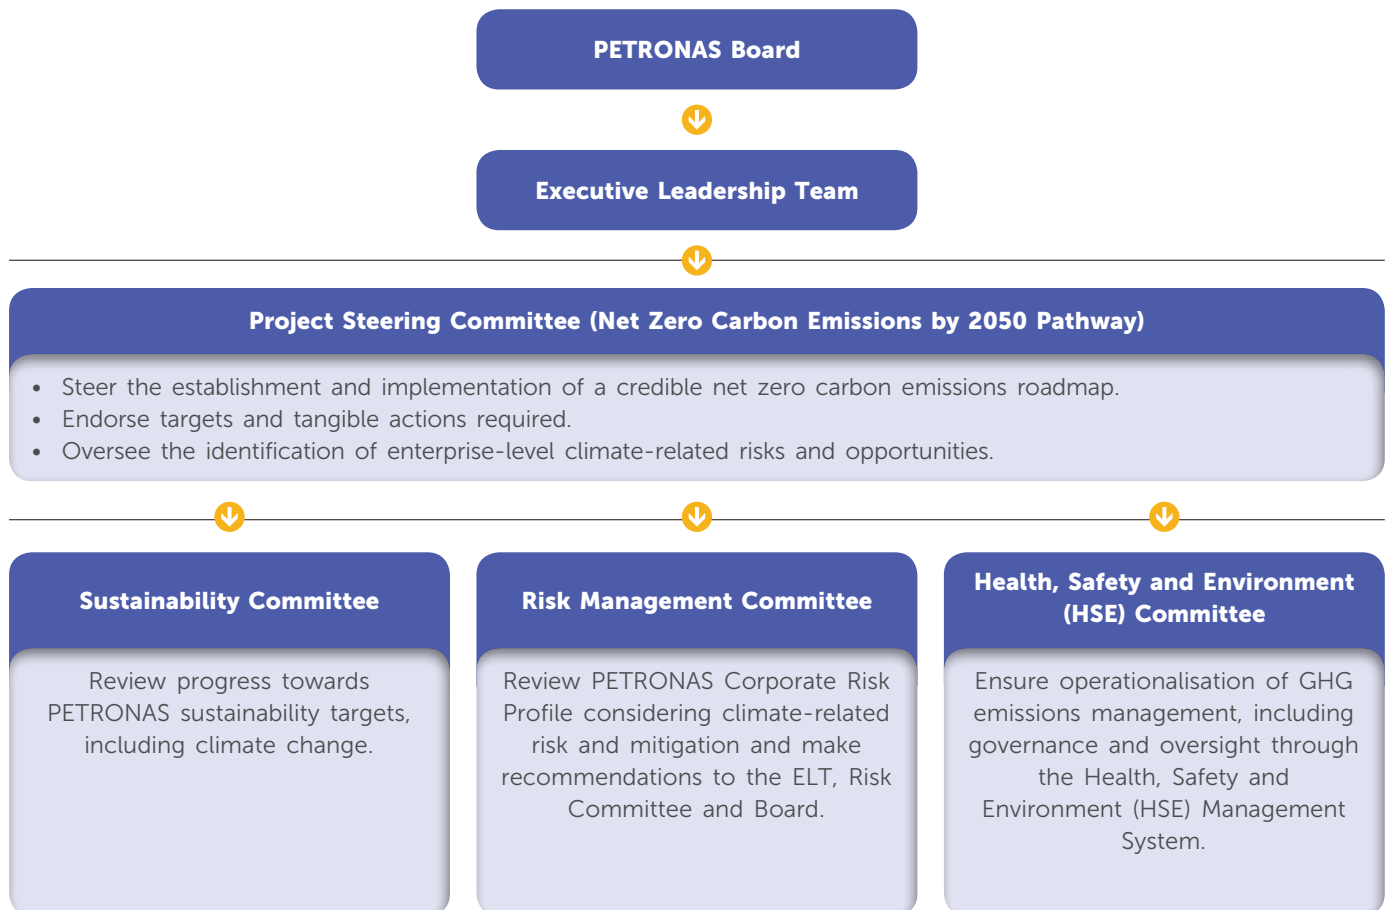 PETRONAS Board
Executive Leadership Team
Project Steering Committee (Net Zero Carbon Emissions by 2050 Pathway)
• Steer the establishment and implementation of a credible net zero carbon emissions roadmap.
• Endorse targets and tangible actions required.
• Oversee the identification of enterprise-level climate-related risks and opportunities.
Sustainability Committee
Review progress towards
PETRONAS sustainability targets,
including climate change.
Risk Management Committee
Review PETRONAS Corporate Risk
Profile considering climate-related
risk and mitigation and make
recommendations to the ELT, Risk
Committee and Board.
Health, Safety and Environment
(HSE) Committee
Ensure operationalisation of GHG
emissions management, including
governance and oversight through
the Health, Safety and
Environment (HSE) Management
System.